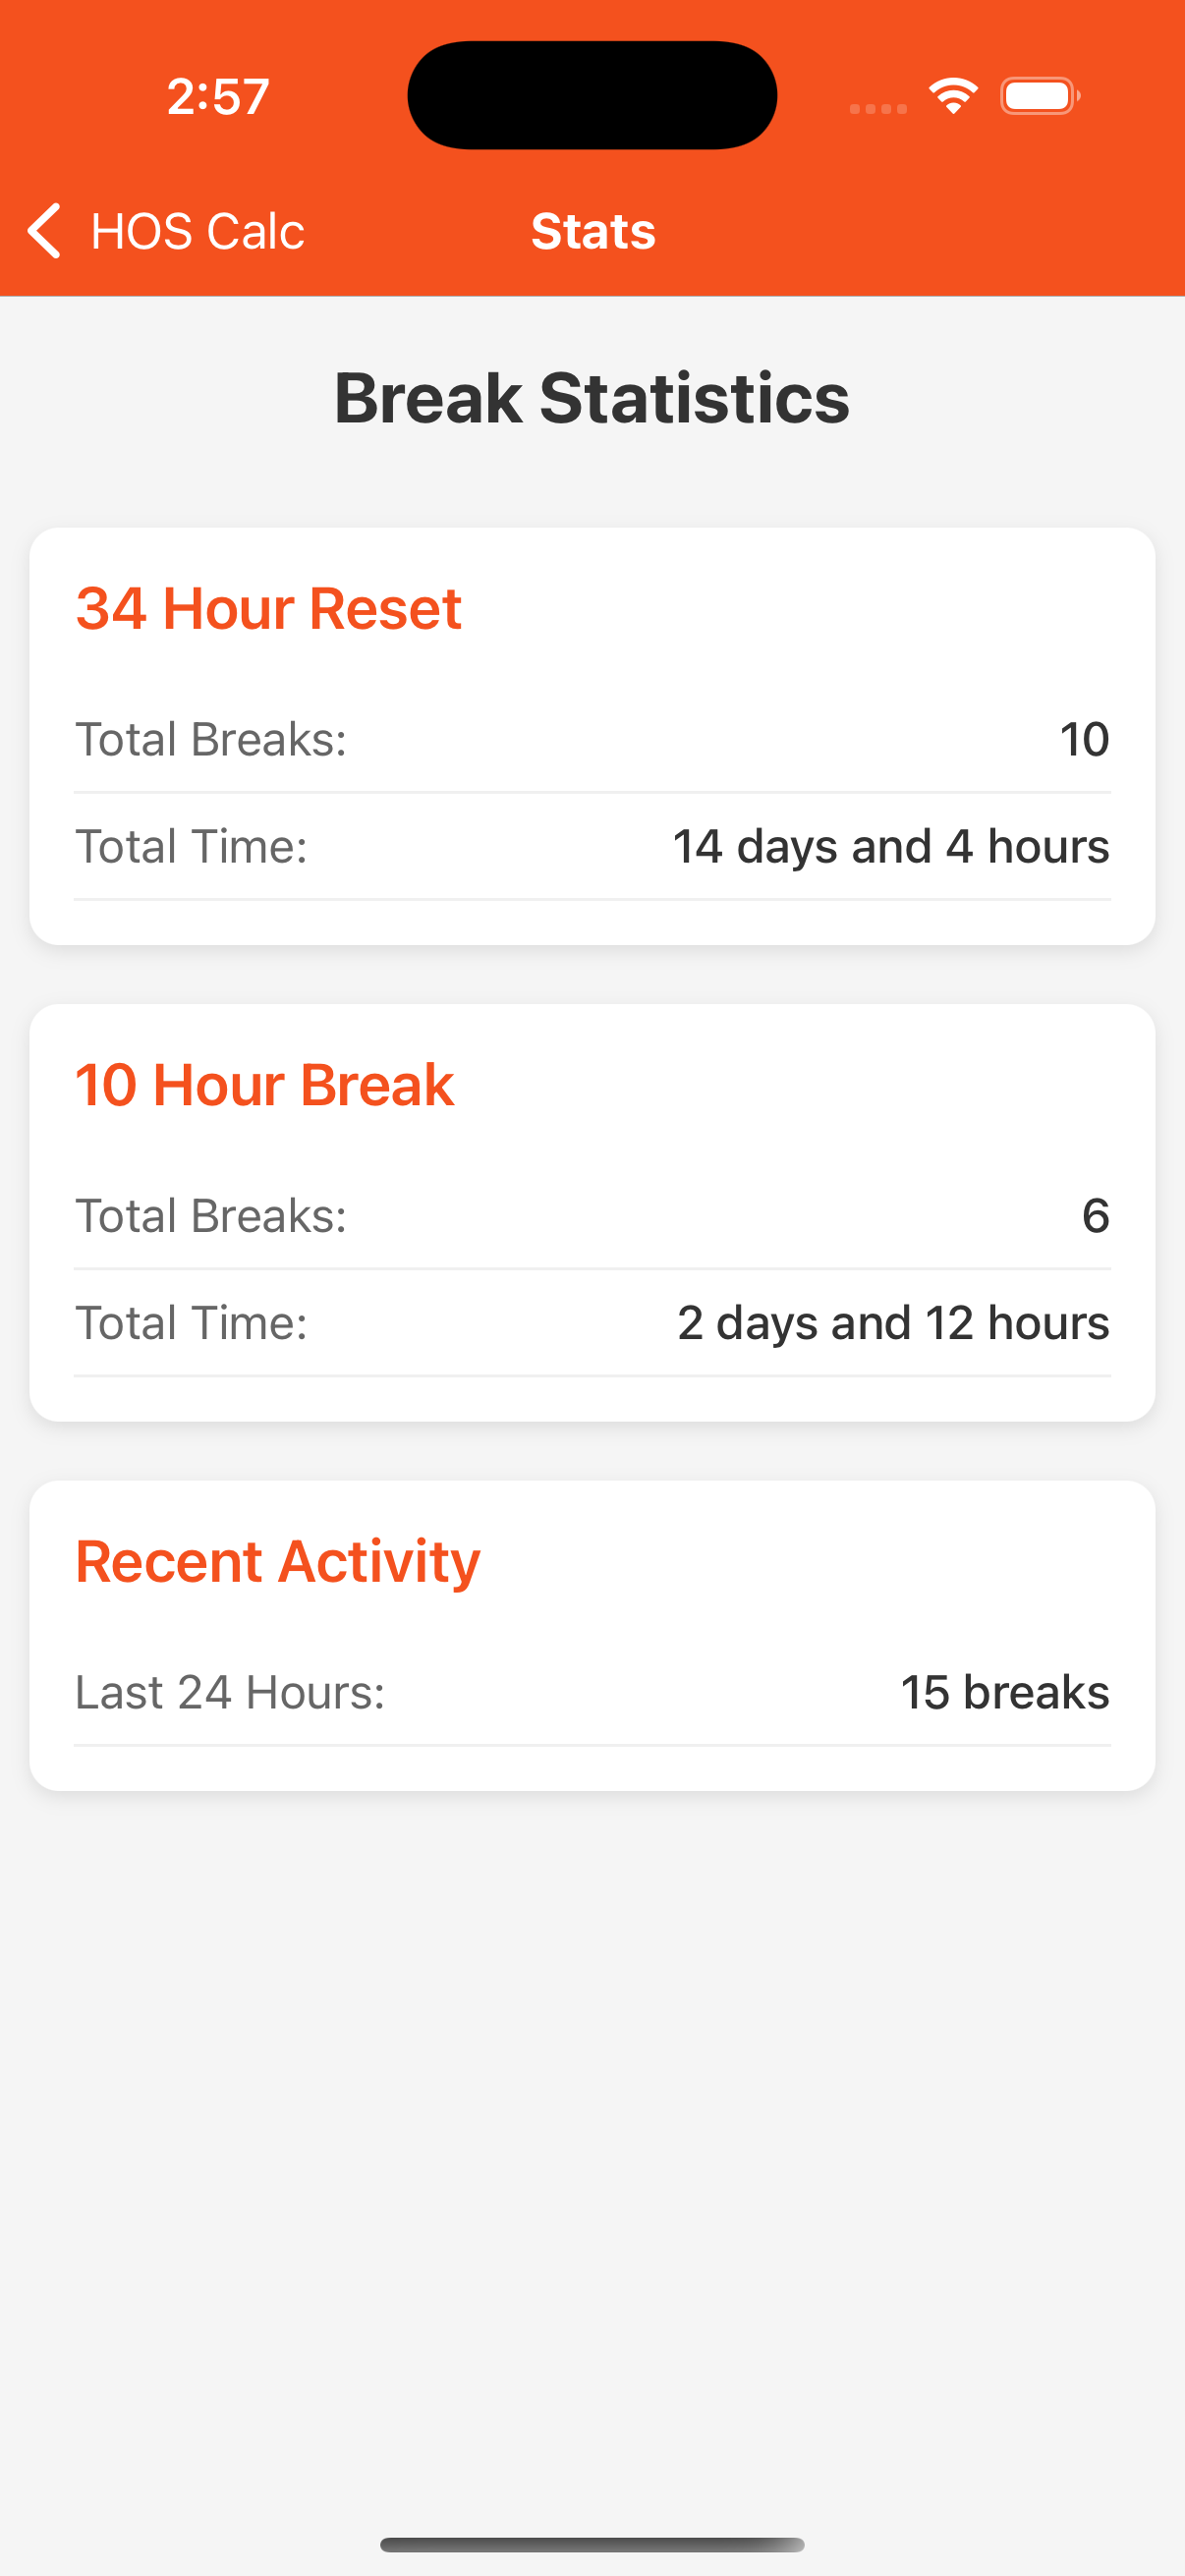 2:57
HOS Calc
Stats
Break Statistics
34 Hour Reset
Total Breaks: 10
Total Time: 14 days and 4 hours
10 Hour Break
Total Breaks: 6
Total Time: 2 days and 12 hours
Recent Activity
Last 24 Hours: 15 breaks